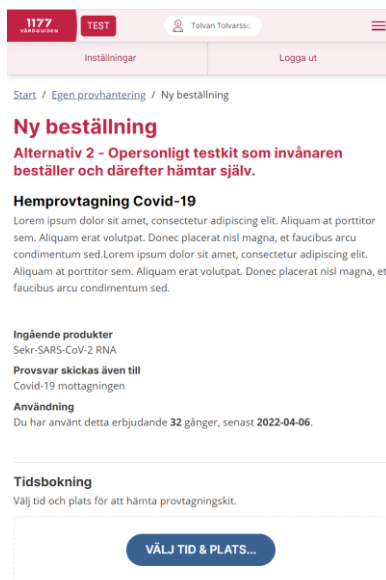 1177
VÅRDGUIDEN
TEST
Tolvan Tolvarsso
Inställningar
Logga ut
Start / Egen provhantering / Ny beställning
Ny beställning
Alternativ 2 - Opersonligt testkit som invånaren
beställer och därefter hämtar själv.
Hemprovtagning Covid-19
Lorem ipsum dolor sit amet, consectetur adipiscing elit. Aliquam at porttitor
sem. Aliquam erat volutpat. Donec placerat nisl magna, et faucibus arcu
condimentum sed.Lorem ipsum dolor sit amet, consectetur adipiscing elit.
Aliquam at porttitor sem. Aliquam erat volutpat. Donec placerat nisl magna, et
faucibus arcu condimentum sed.
Ingående produkter
Sekr-SARS-CoV-2 RNA
Provsvar skickas även till
Covid-19 mottagningen
Användning
Du har använt detta erbjudande 32 gånger, senast 2022-04-06.
Tidsbokning
Välj tid och plats för att hämta provtagningskit.
VÄLJ TID & PLATS...